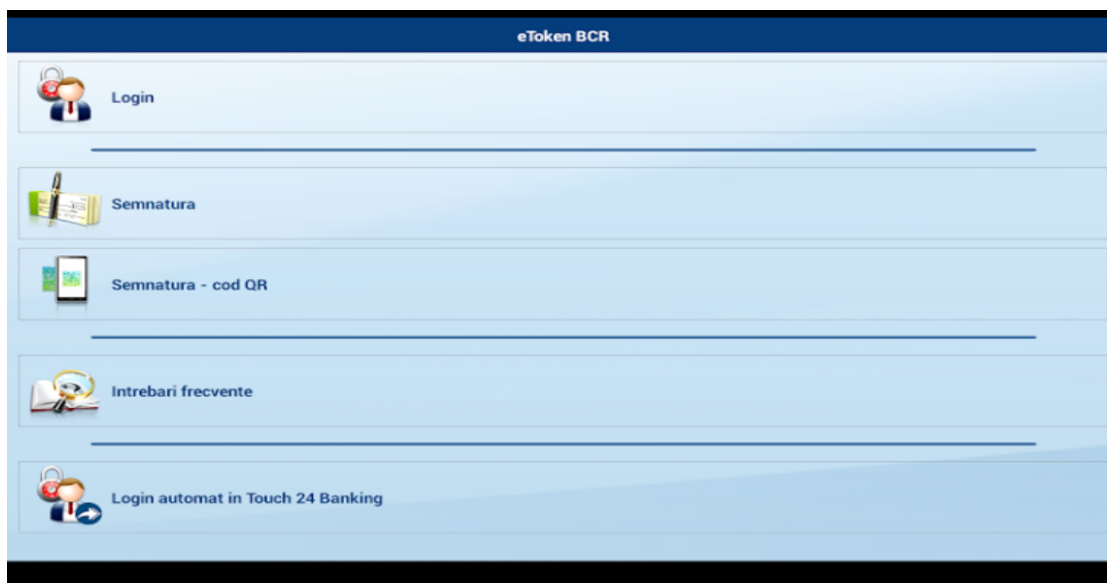 eToken BCR
Login
Semnatura
Semnatura - cod QR
Intrebari frecvente
Login automat in Touch 24 Banking